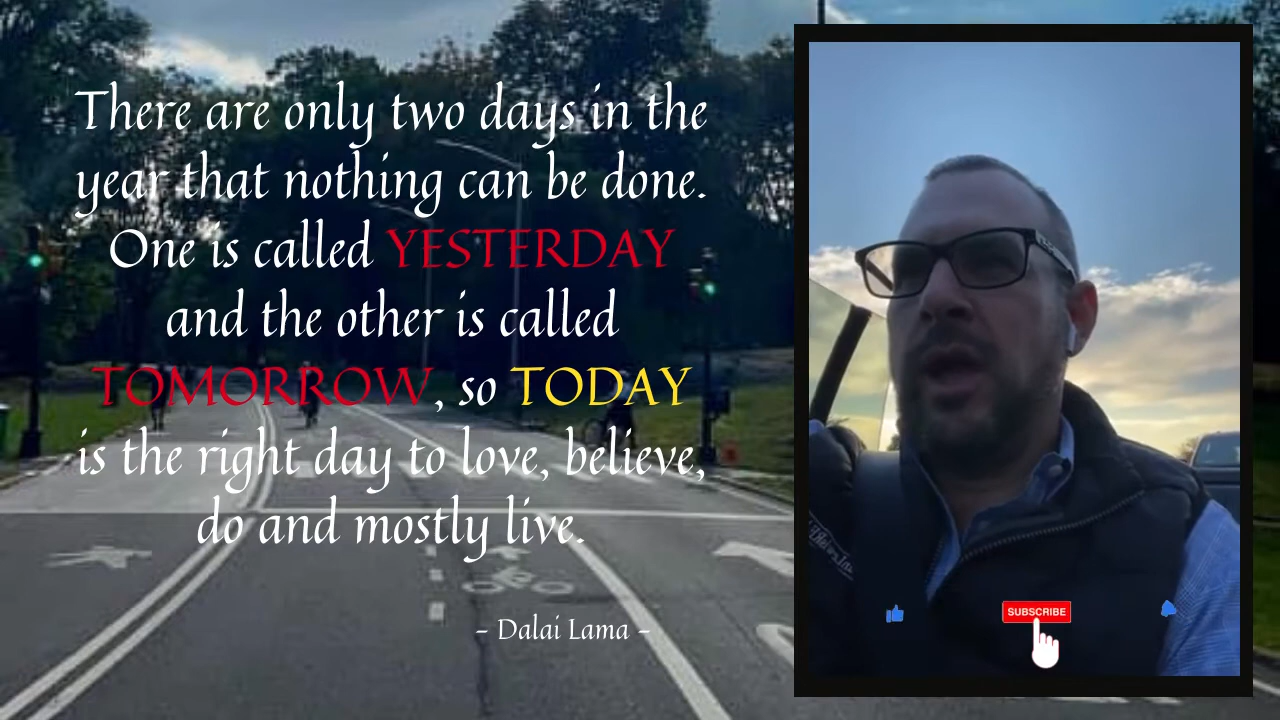 There are only two days in the
year that nothing can be done.
One is called YESTERDAY
and the other is called
TOMORROW, so TODAY
is the right day to love, believe,
do and mostly live.
- Dalai Lama -
SUBSCRIBE